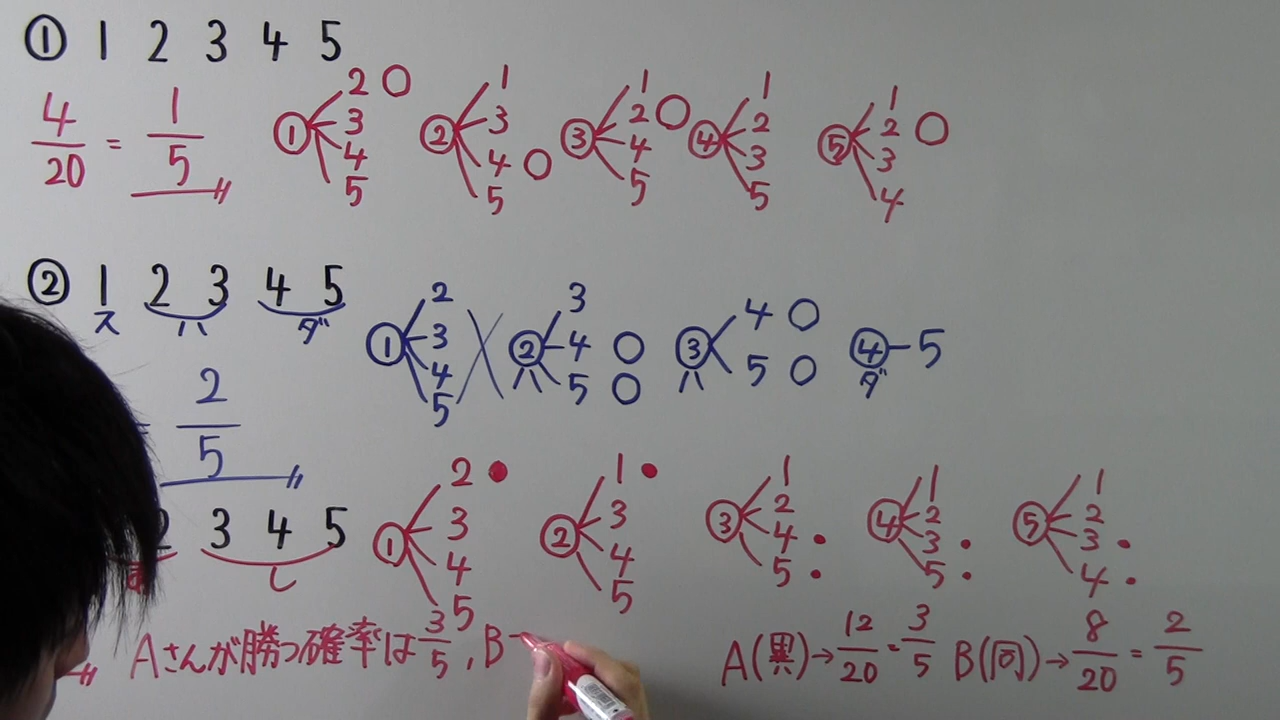 ① 1 2 3 4 5
4/20 = 1/5
① 2 ○ 3 4 5
② 1 3 4 ○ 5
③ 1 2 ○ 4 5
④ 1 2 3 5
⑤ 1 2 ○ 3 4
② 1 2 3 4 5
ス ハ ダ
= 2/5
① 2 3 4 5 ×
② 3 4 ○ 5 ○
ハ
③ 4 ○ 5 ○
ハ
④ 5
ダ
2 3 4 5
し
① 2 ● 3 4 5
② 1 ● 3 4 5
③ 1 2 4 ● 5 ●
④ 1 2 3 ● 5 ●
⑤ 1 2 3 ● 4 ●
Aさんが勝つ確率は3/5, B
A(異)→12/20=3/5 B(同)→8/20=2/5